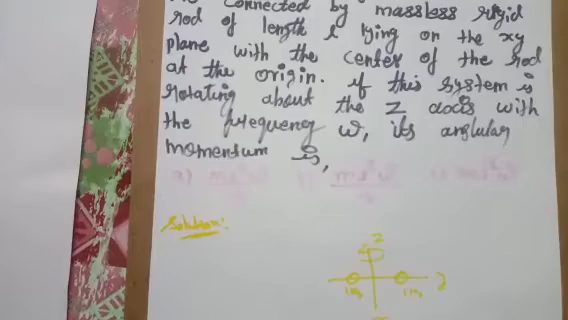 connected by massless rigid
rod of length l lying on the xy
plane with the center of the rod
at the origin. If this system is
rotating about the z axis with
the frequency ω, its angular
momentum is,
Solution:
z
m
m
y